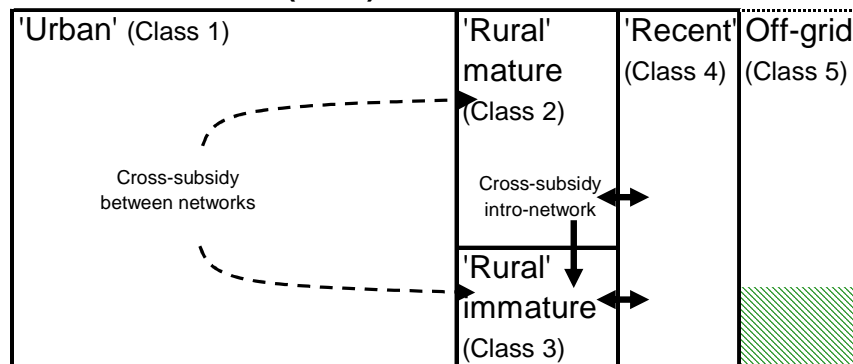 'Urban' (Class 1)
'Rural'
mature
(Class 2)
'Recent'
(Class 4)
Off-grid
(Class 5)
Cross-subsidy
between networks
Cross-subsidy
intro-network
'Rural'
immature
(Class 3)